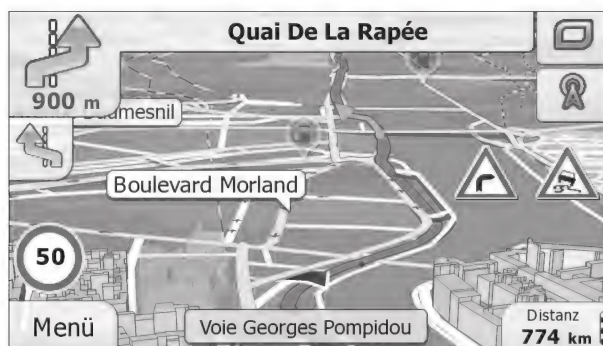 Quai De La Rapée
900 m
Boulevard Morland
50
Menü
Voie Georges Pompidou
Distanz
774 km